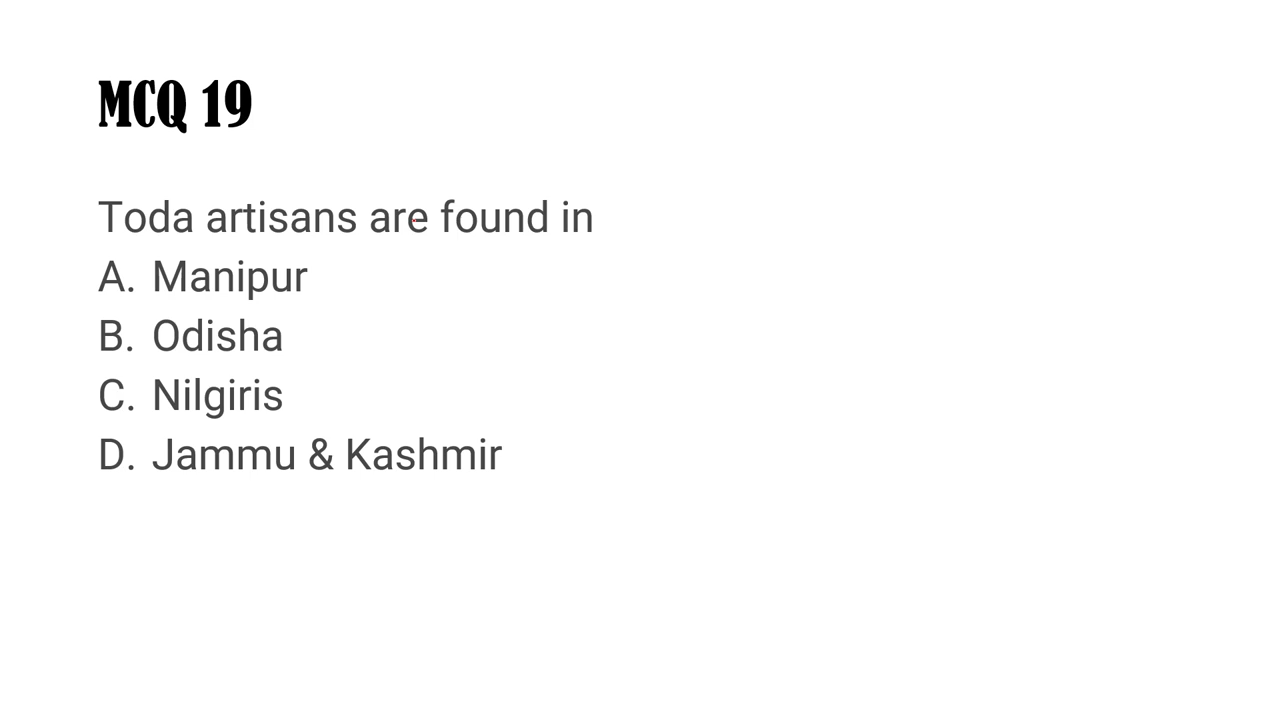 MCQ 19
Toda artisans are found in
A. Manipur
B. Odisha
C. Nilgiris
D. Jammu & Kashmir